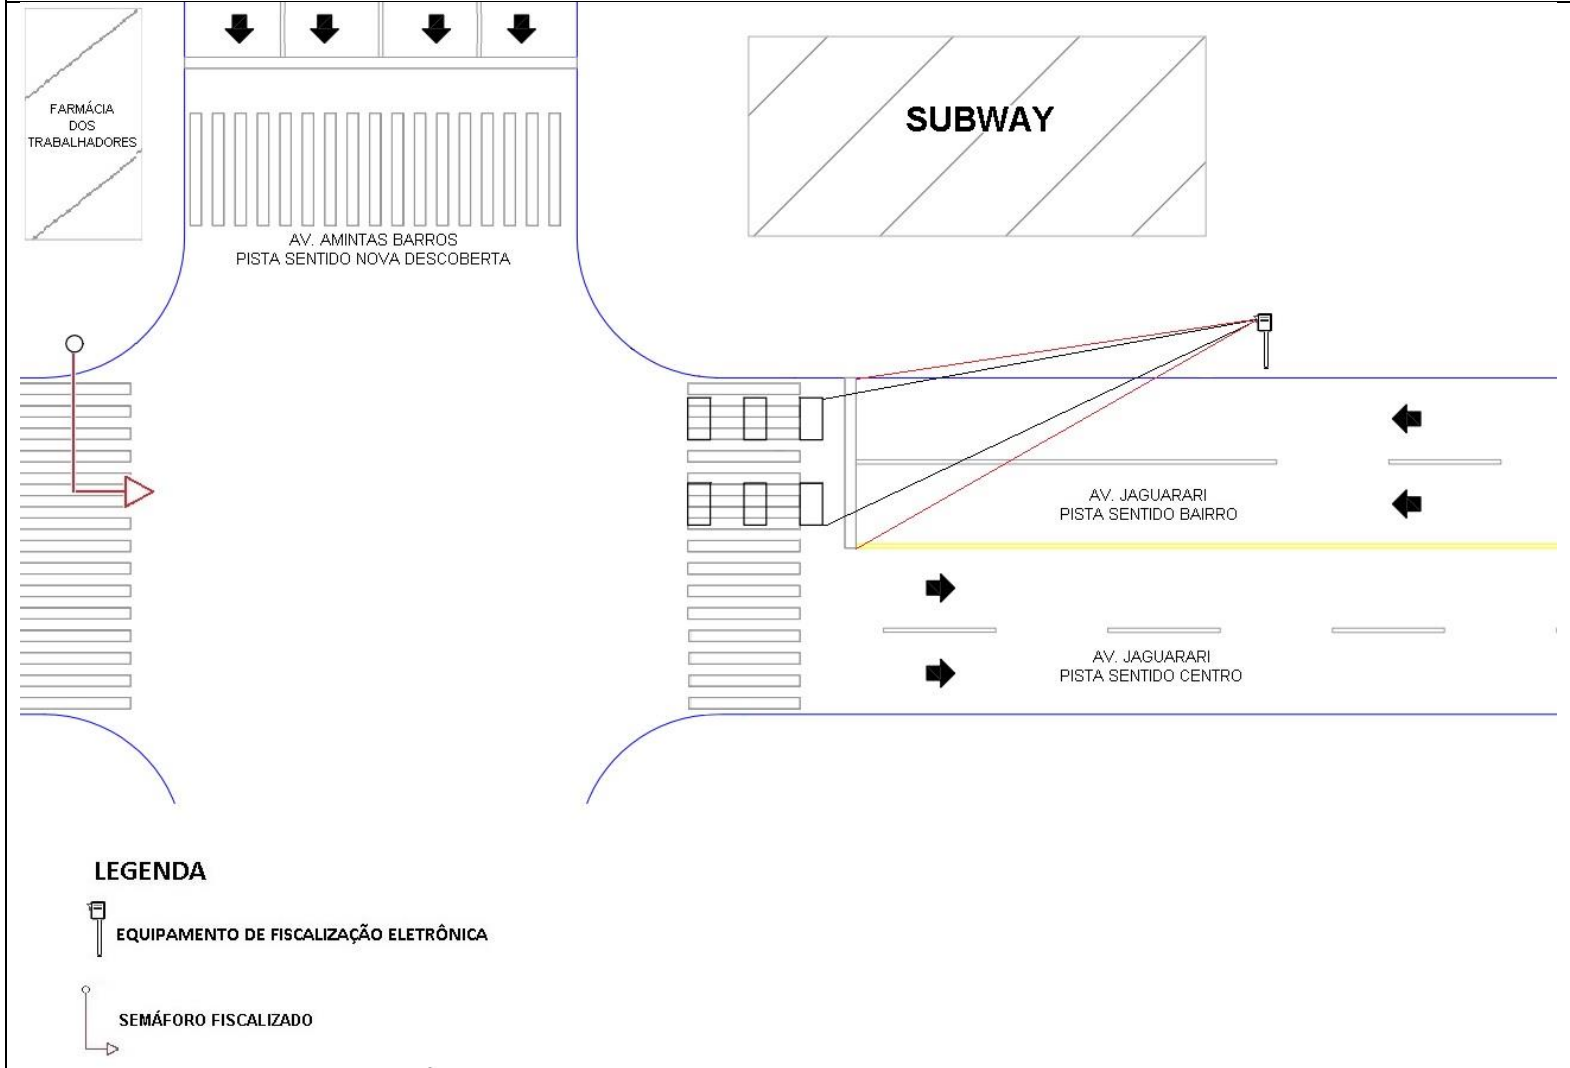 FARMÁCIA
DOS
TRABALHADORES
SUBWAY
AV. AMINTAS BARROS
PISTA SENTIDO NOVA DESCOBERTA
AV. JAGUARARI
PISTA SENTIDO BAIRRO
AV. JAGUARARI
PISTA SENTIDO CENTRO
LEGENDA
EQUIPAMENTO DE FISCALIZAÇÃO ELETRÔNICA
SEMÁFORO FISCALIZADO